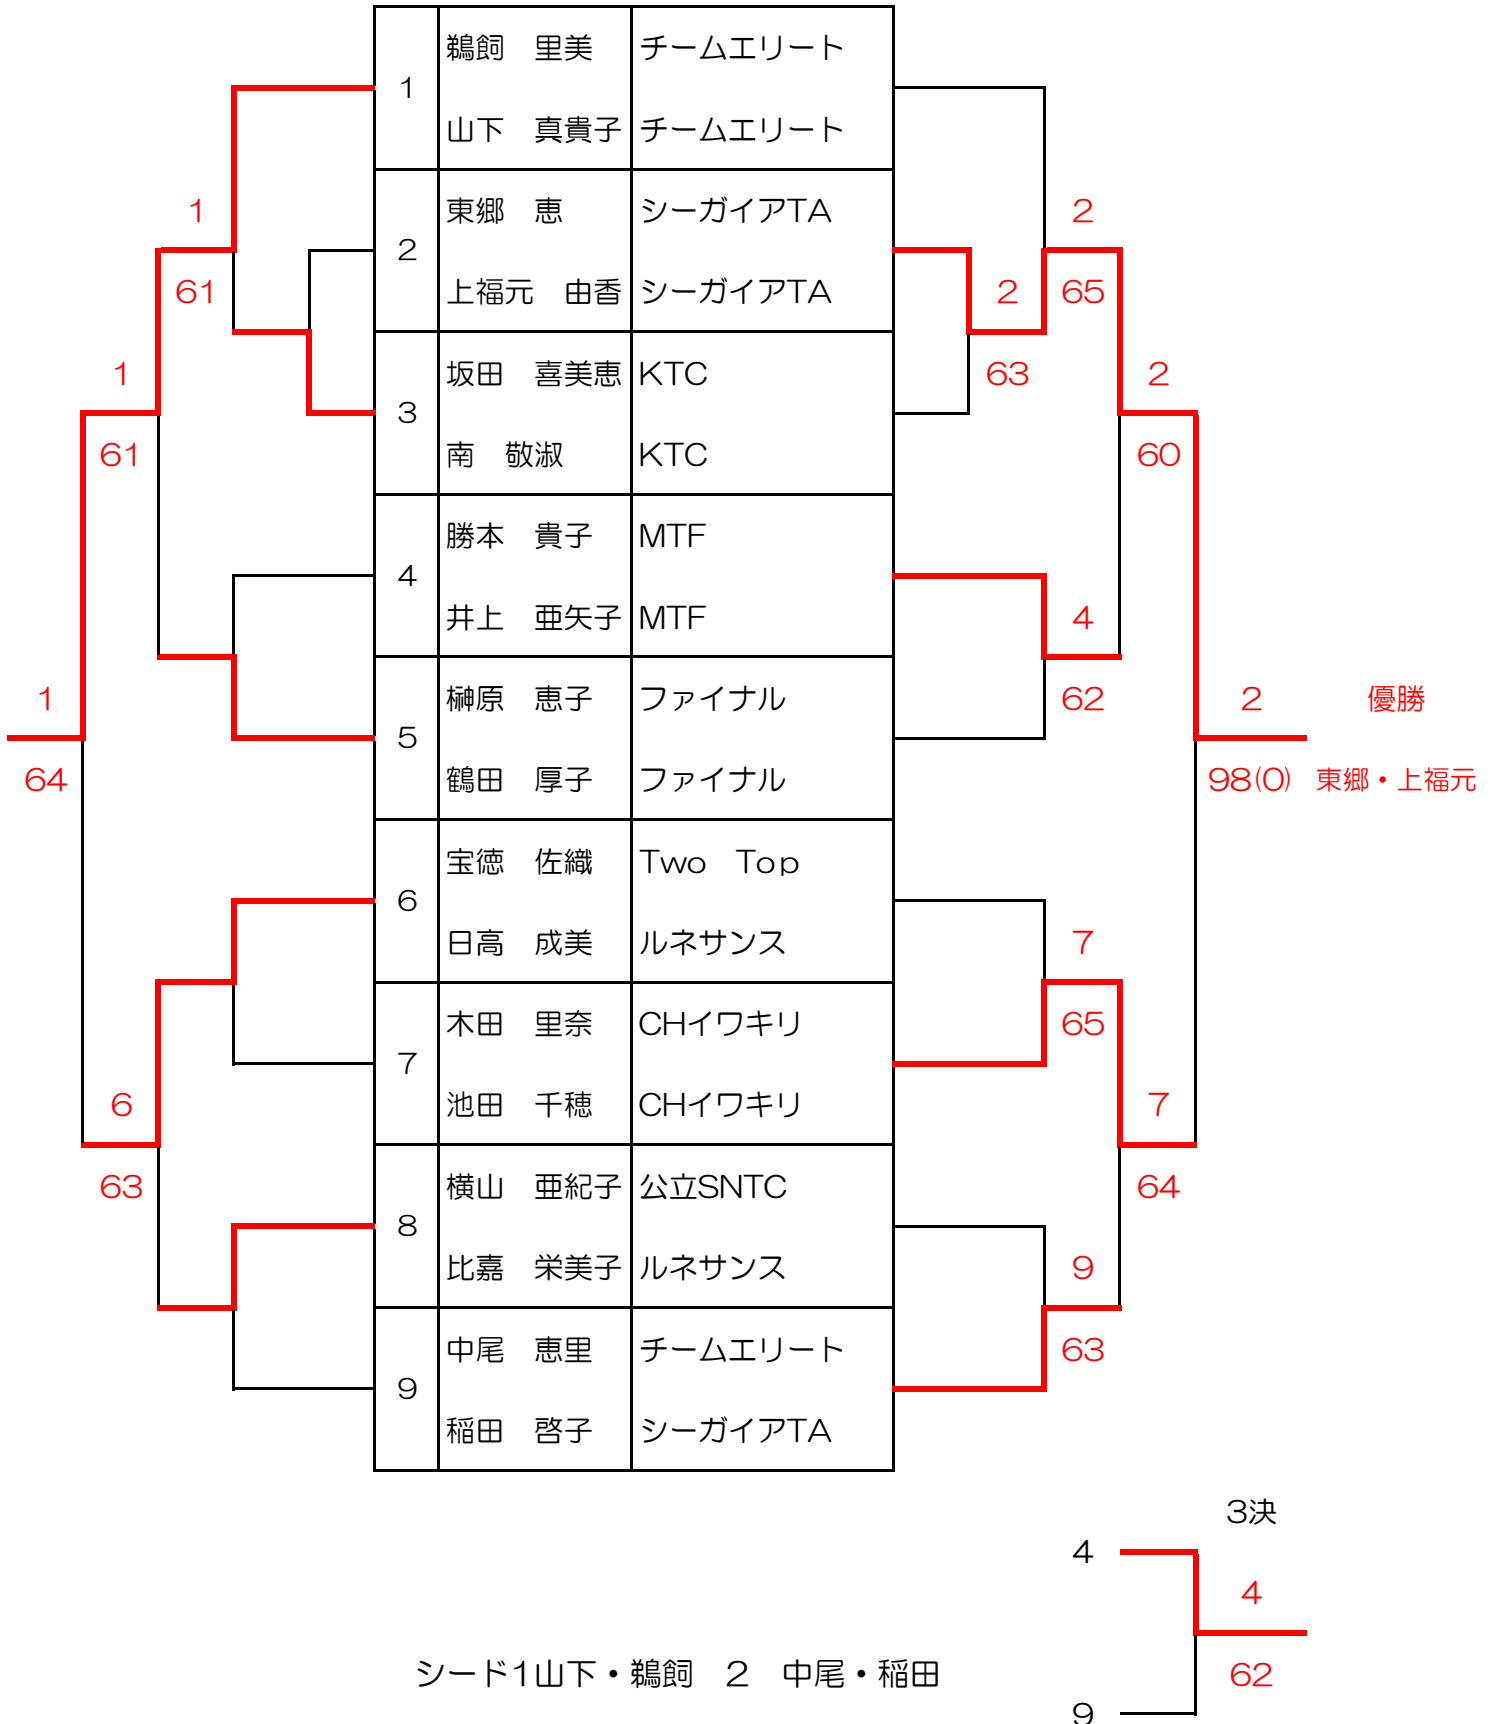 鵜飼　里美 チームエリート
1
山下　真貴子 チームエリート
1 東郷　恵 シーガイアTA 2
2
61 上福元　由香 シーガイアTA 2 65
1 坂田　喜美恵 KTC 63 2
3
61 南　敬淑 KTC 60
勝本　貴子 MTF
4
井上　亜矢子 MTF 4
1 榊原　恵子 ファイナル 62 2 優勝
5
64 鶴田　厚子 ファイナル 98(0) 東郷・上福元
宝徳　佐織 Two　Top
6
日高　成美 ルネサンス 7
木田　里奈 CHイワキリ 65
7
6 池田　千穂 CHイワキリ 7
63 横山　亜紀子 公立SNTC 64
8
比嘉　栄美子 ルネサンス 9
中尾　恵里 チームエリート 63
9
稲田　啓子 シーガイアTA
3決
4
4
シード1山下・鵜飼　2　中尾・稲田 62
9